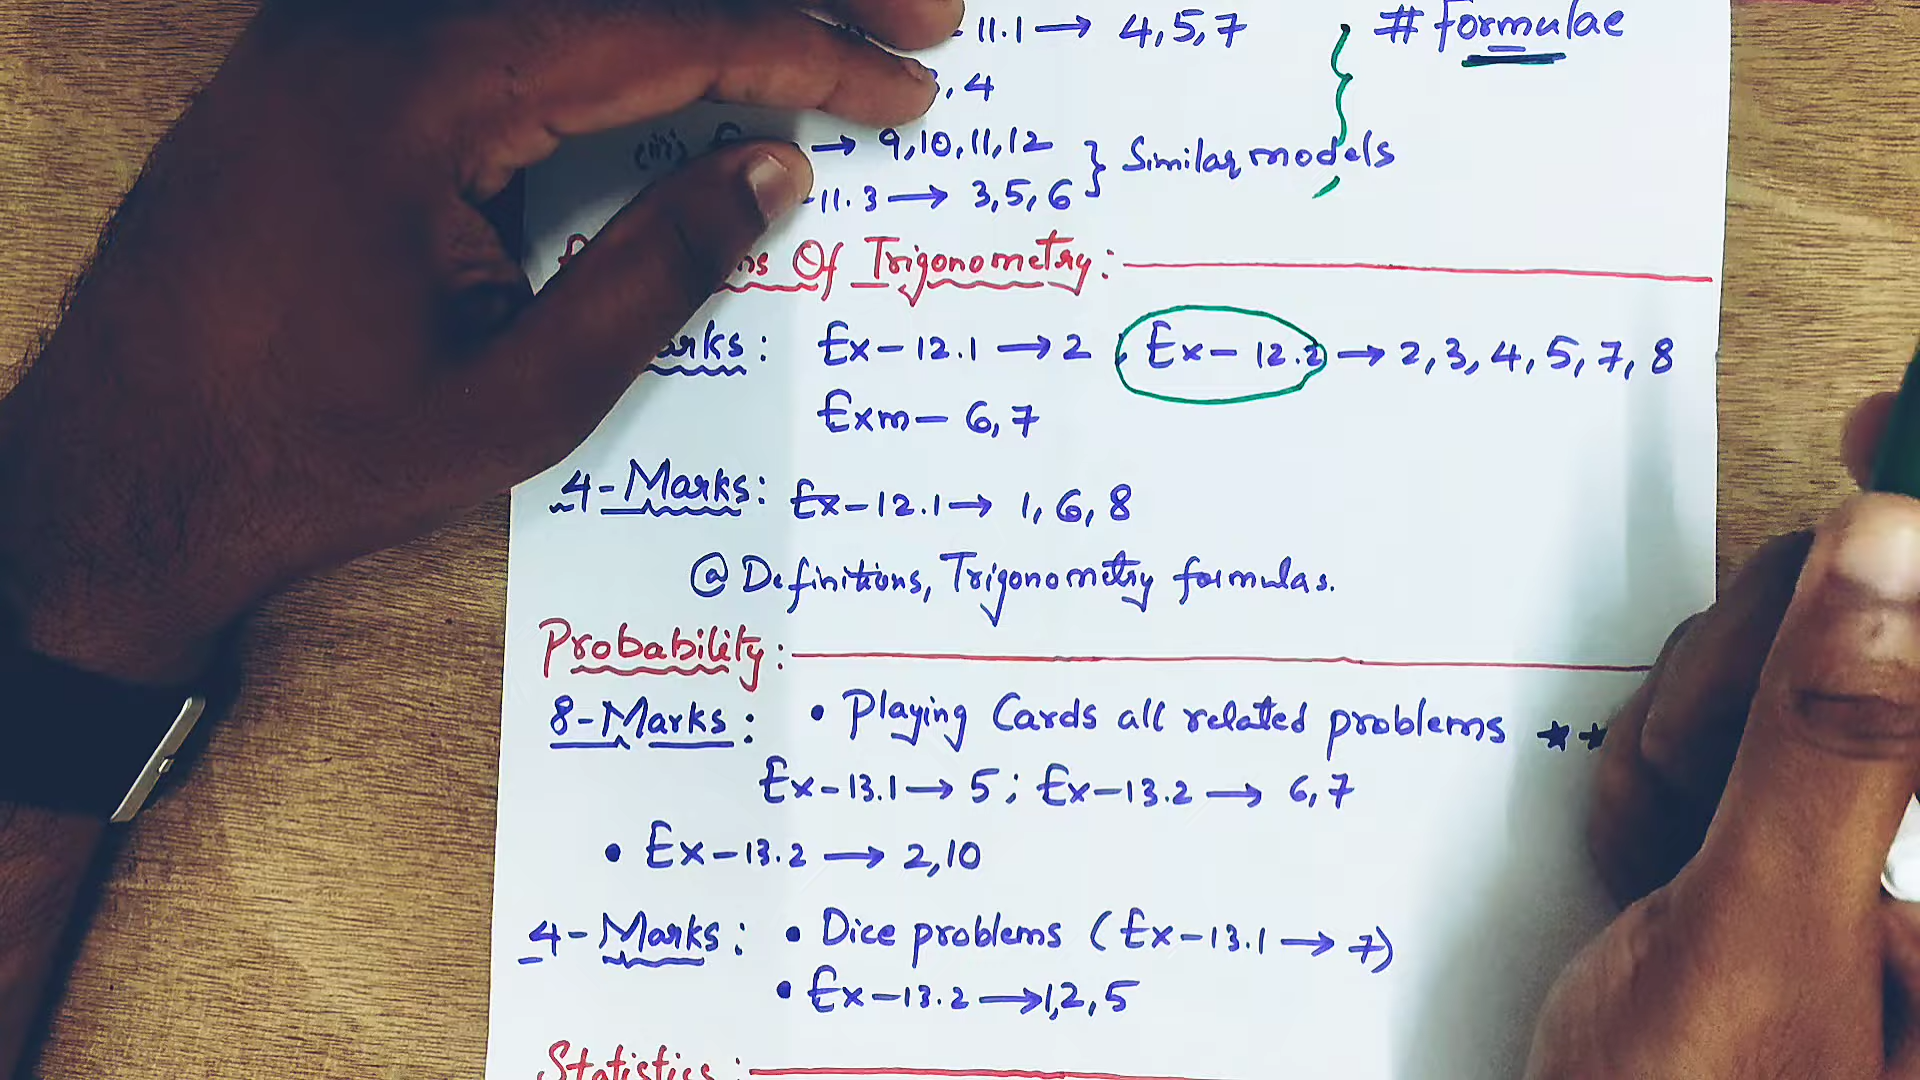 11.1 → 4,5,7 # formulae
, 4
→ 9,10,11,12
11.3 → 3,5,6 } Similar models
Of Trigonometry:
Ex-12.1 → 2, Ex-12.2 → 2,3,4,5,7,8
Exm- 6,7
4-Marks: Ex-12.1 → 1,6,8
@ Definitions, Trigonometry formulas.
Probability:
8-Marks: • Playing Cards all related problems ★★
Ex-13.1 → 5; Ex-13.2 → 6,7
• Ex-13.2 → 2,10
4-Marks: • Dice problems (Ex-13.1 → 7)
• Ex-13.2 → 1,2,5
Statistics: